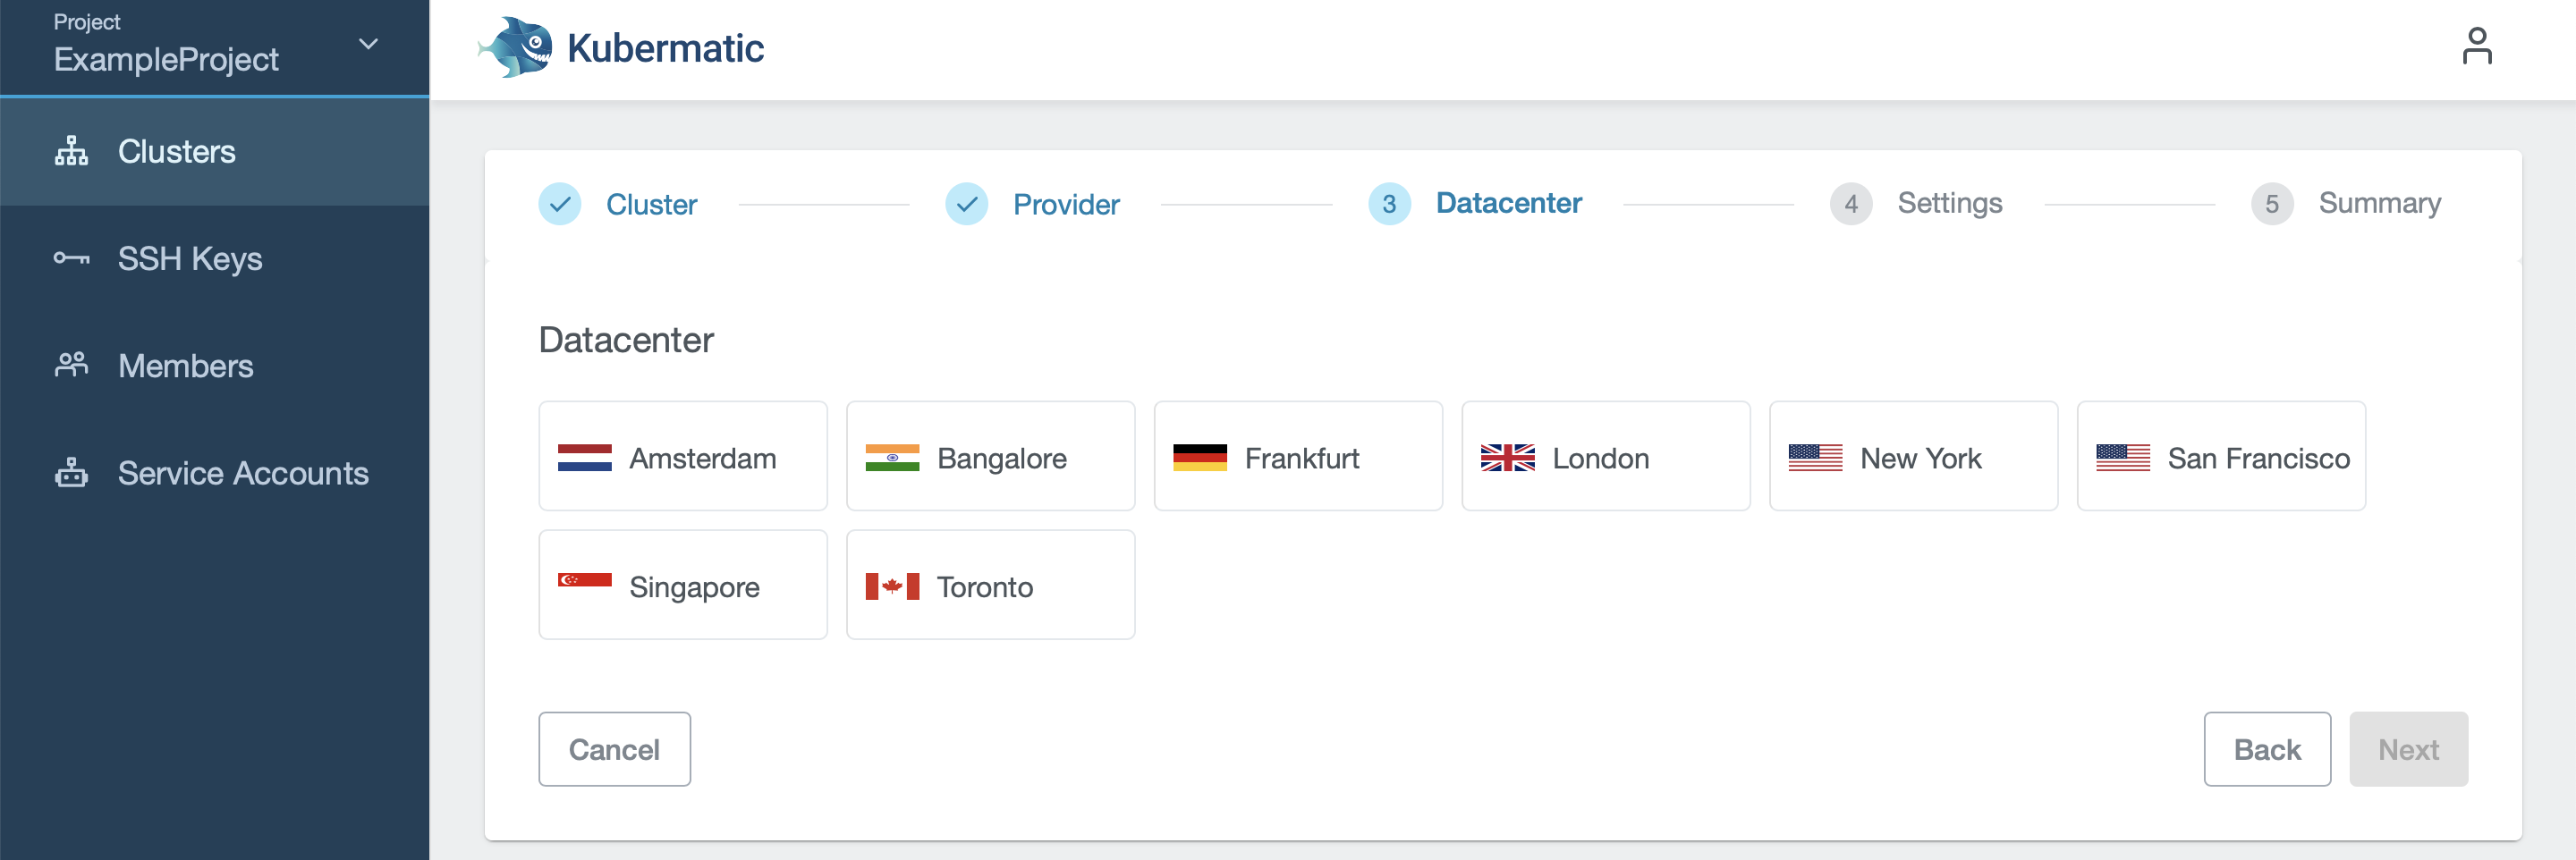 Project
ExampleProject
Kubermatic
Clusters
SSH Keys
Members
Service Accounts
Cluster
Provider
3 Datacenter
4 Settings
5 Summary
Datacenter
Amsterdam
Bangalore
Frankfurt
London
New York
San Francisco
Singapore
Toronto
Cancel
Back
Next